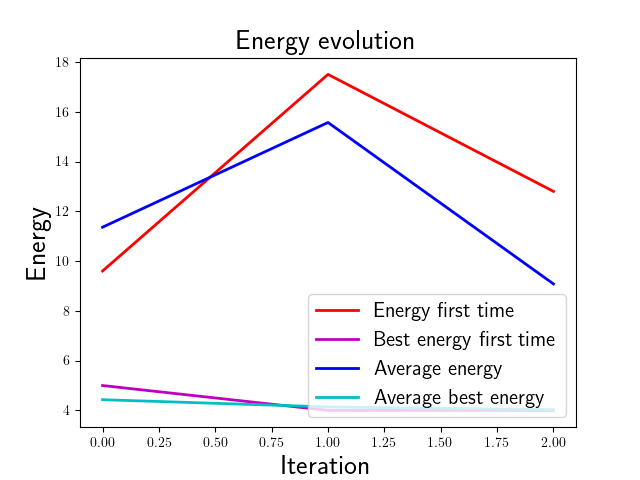 Energy evolution
Energy
18
16
14
12
10
8
6
4
Energy first time
Best energy first time
Average energy
Average best energy
0.00 0.25 0.50 0.75 1.00 1.25 1.50 1.75 2.00
Iteration